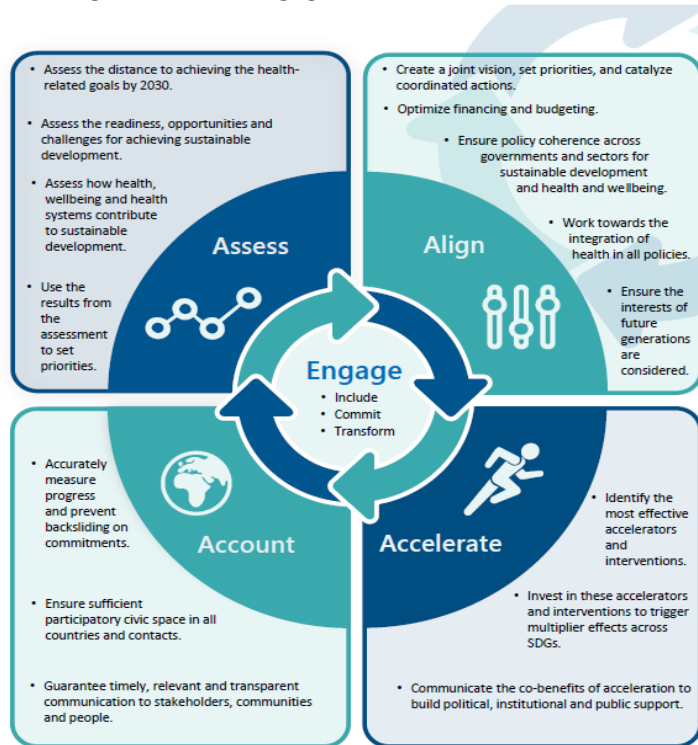 • Assess the distance to achieving the health-
related goals by 2030.
• Assess the readiness, opportunities and
challenges for achieving sustainable
development.
• Assess how health,
wellbeing and health
systems contribute
to sustainable
development.
• Use the
results from
the
assessment
to set
priorities.
Assess
• Create a joint vision, set priorities, and catalyze
coordinated actions.
• Optimize financing and budgeting.
• Ensure policy coherence across
governments and sectors for
sustainable development
and health and wellbeing.
• Work towards the
integration of
health in all policies.
• Ensure the
interests of
future
generations
are
considered.
Align
Engage
• Include
• Commit
• Transform
• Accurately
measure
progress
and prevent
backsliding on
commitments.
• Ensure sufficient
participatory civic space in all
countries and contacts.
• Guarantee timely, relevant and transparent
communication to stakeholders, communities
and people.
Account
Accelerate
• Identify the
most effective
accelerators
and
interventions.
• Invest in these accelerators
and interventions to trigger
multiplier effects across
SDGs.
• Communicate the co-benefits of acceleration to
build political, institutional and public support.